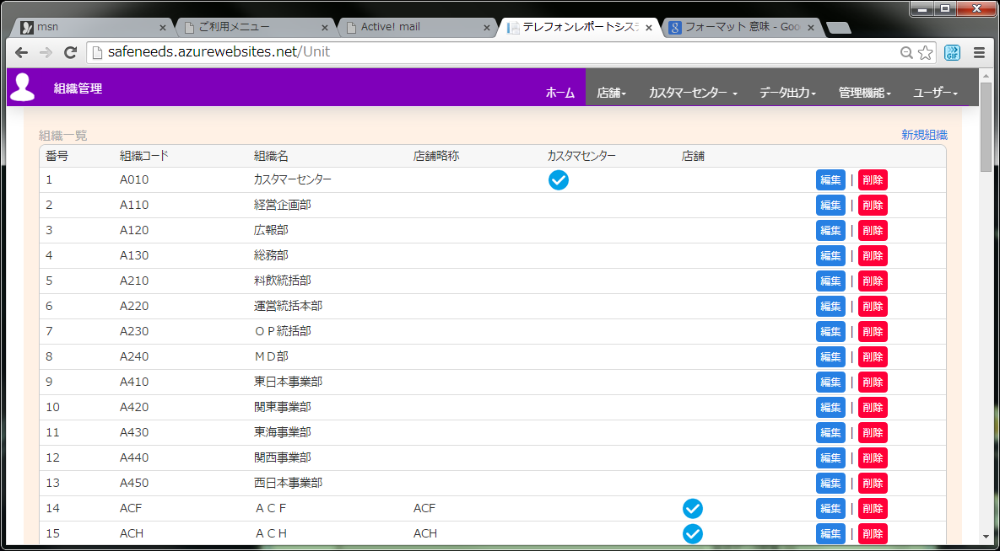 msn ご利用メニュー Active! mail テレフォンレポートシス フォーマット 意味 - Goo
safeneeds.azurewebsites.net/Unit GIF
組織管理 ホーム 店舗 カスタマーセンター データ出力 管理機能 ユーザー
組織一覧 新規組織
番号 組織コード 組織名 店舗略称 カスタマセンター 店舗
1 A010 カスタマーセンター 編集 | 削除
2 A110 経営企画部 編集 | 削除
3 A120 広報部 編集 | 削除
4 A130 総務部 編集 | 削除
5 A210 料飲統括部 編集 | 削除
6 A220 運営統括本部 編集 | 削除
7 A230 ＯＰ統括部 編集 | 削除
8 A240 ＭＤ部 編集 | 削除
9 A410 東日本事業部 編集 | 削除
10 A420 関東事業部 編集 | 削除
11 A430 東海事業部 編集 | 削除
12 A440 関西事業部 編集 | 削除
13 A450 西日本事業部 編集 | 削除
14 ACF ＡＣＦ ACF 編集 | 削除
15 ACH ＡＣＨ ACH 編集 | 削除